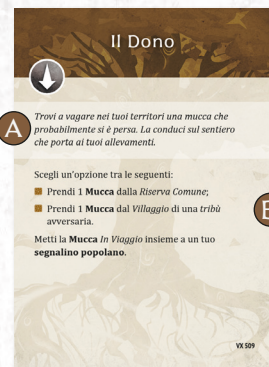 Il Dono
A
Trovi a vagare nei tuoi territori una mucca che
probabilmente si è persa. La conduci sul sentiero
che porta ai tuoi allevamenti.
Scegli un'opzione tra le seguenti:
Prendi 1 Mucca dalla Riserva Comune;
Prendi 1 Mucca dal Villaggio di una tribù
avversaria.
Metti la Mucca In Viaggio insieme a un tuo
segnalino popolano.
VX 509